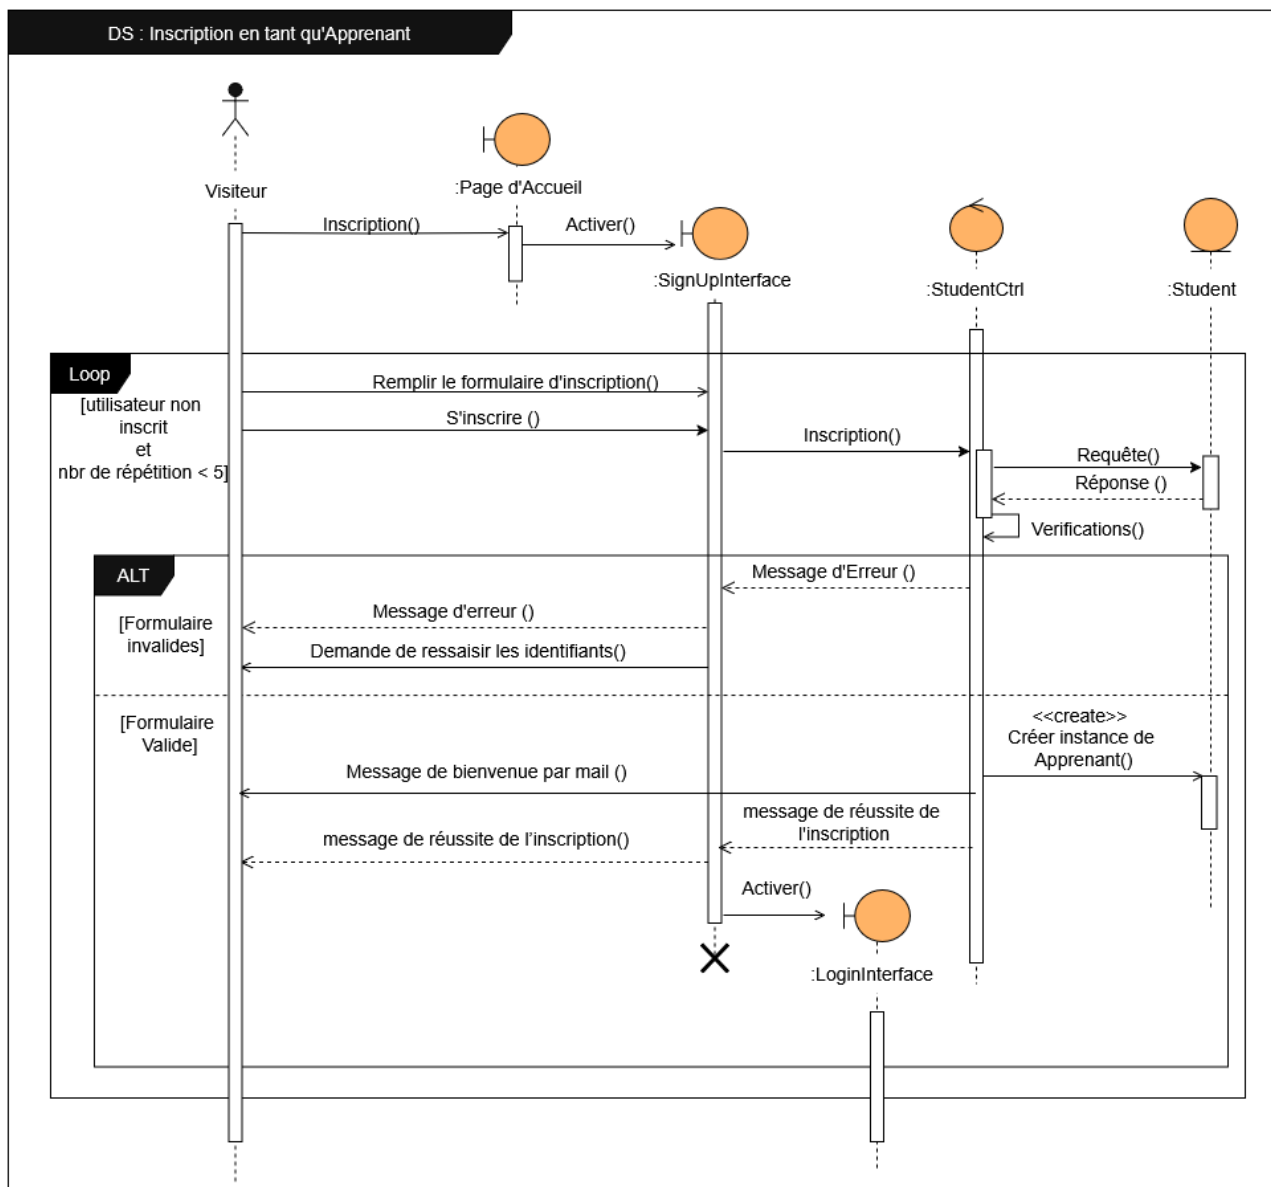 DS : Inscription en tant qu'Apprenant
Visiteur
:Page d'Accueil
Inscription()
Activer()
:SignUpInterface
:StudentCtrl
:Student
Loop
[utilisateur non
inscrit
et
nbr de répétition < 5]
Remplir le formulaire d'inscription()
S'inscrire ()
Inscription()
Requête()
Réponse ()
Verifications()
ALT
Message d'Erreur ()
[Formulaire
invalides]
Message d'erreur ()
Demande de ressaisir les identifiants()
[Formulaire
Valide]
<<create>>
Créer instance de
Apprenant()
Message de bienvenue par mail ()
message de réussite de
l'inscription
message de réussite de l’inscription()
Activer()
:LoginInterface